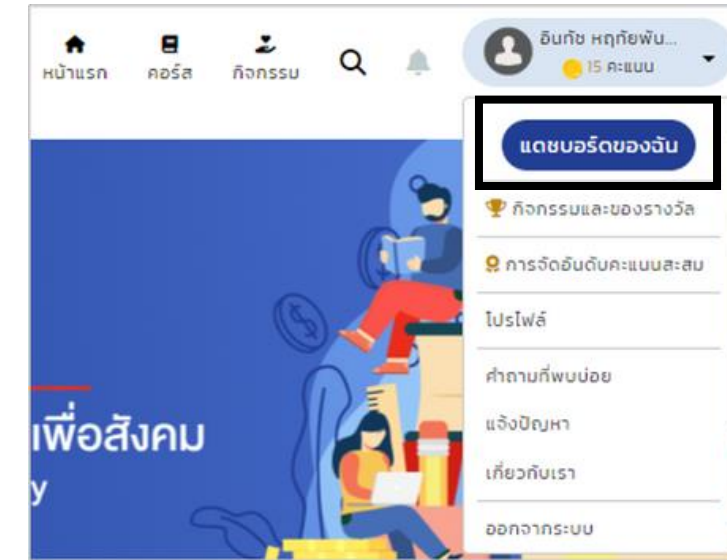 หน้าแรก
คอร์ส
กิจกรรม
อินทัช หฤทัยพัน...
15 คะแนน
แดชบอร์ดของฉัน
กิจกรรมและของรางวัล
การจัดอันดับคะแนนสะสม
โปรไฟล์
คำถามที่พบบ่อย
แจ้งปัญหา
เกี่ยวกับเรา
ออกจากระบบ
เพื่อสังคม
y